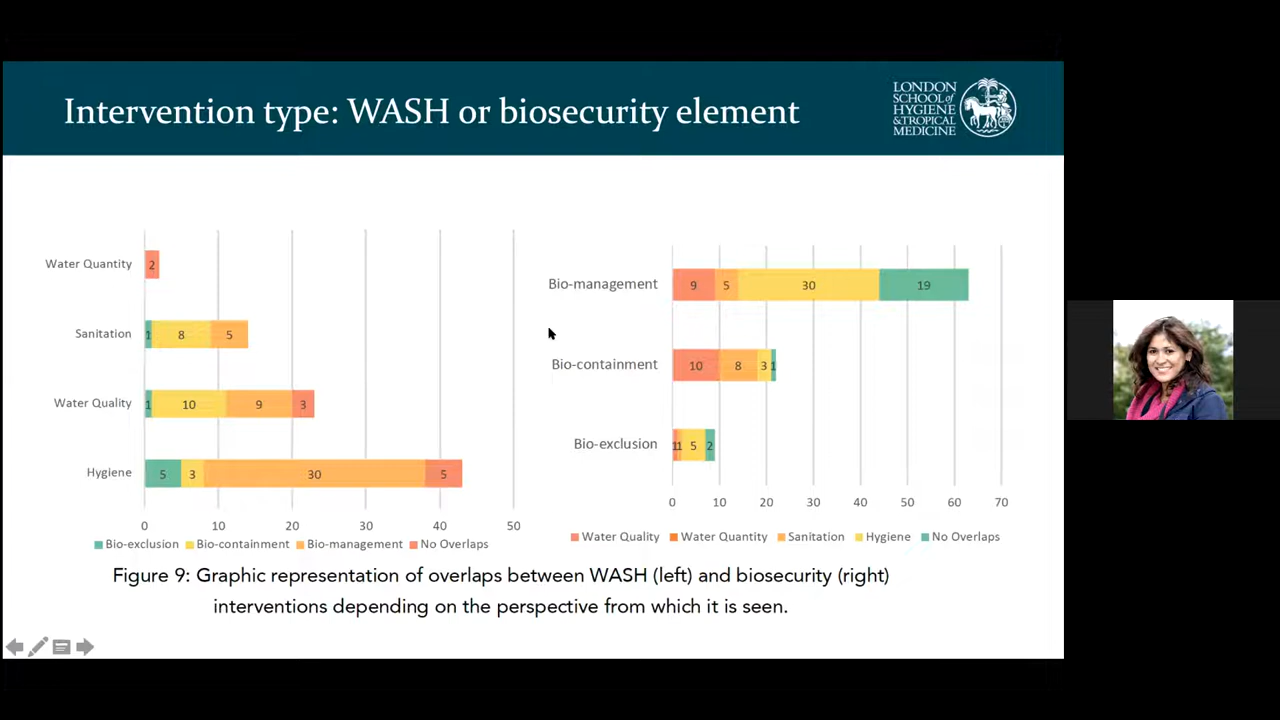 Intervention type: WASH or biosecurity element
LONDON
SCHOOL of
HYGIENE
& TROPICAL
MEDICINE
Water Quantity
2
Sanitation
1 8 5
Water Quality
1 10 9 3
Hygiene
5 3 30 5
0 10 20 30 40 50
Bio-exclusion Bio-containment Bio-management No Overlaps
Bio-management
9 5 30 19
Bio-containment
10 8 3 1
Bio-exclusion
1 1 5 2
0 10 20 30 40 50 60 70
Water Quality Water Quantity Sanitation Hygiene No Overlaps
Figure 9: Graphic representation of overlaps between WASH (left) and biosecurity (right)
interventions depending on the perspective from which it is seen.